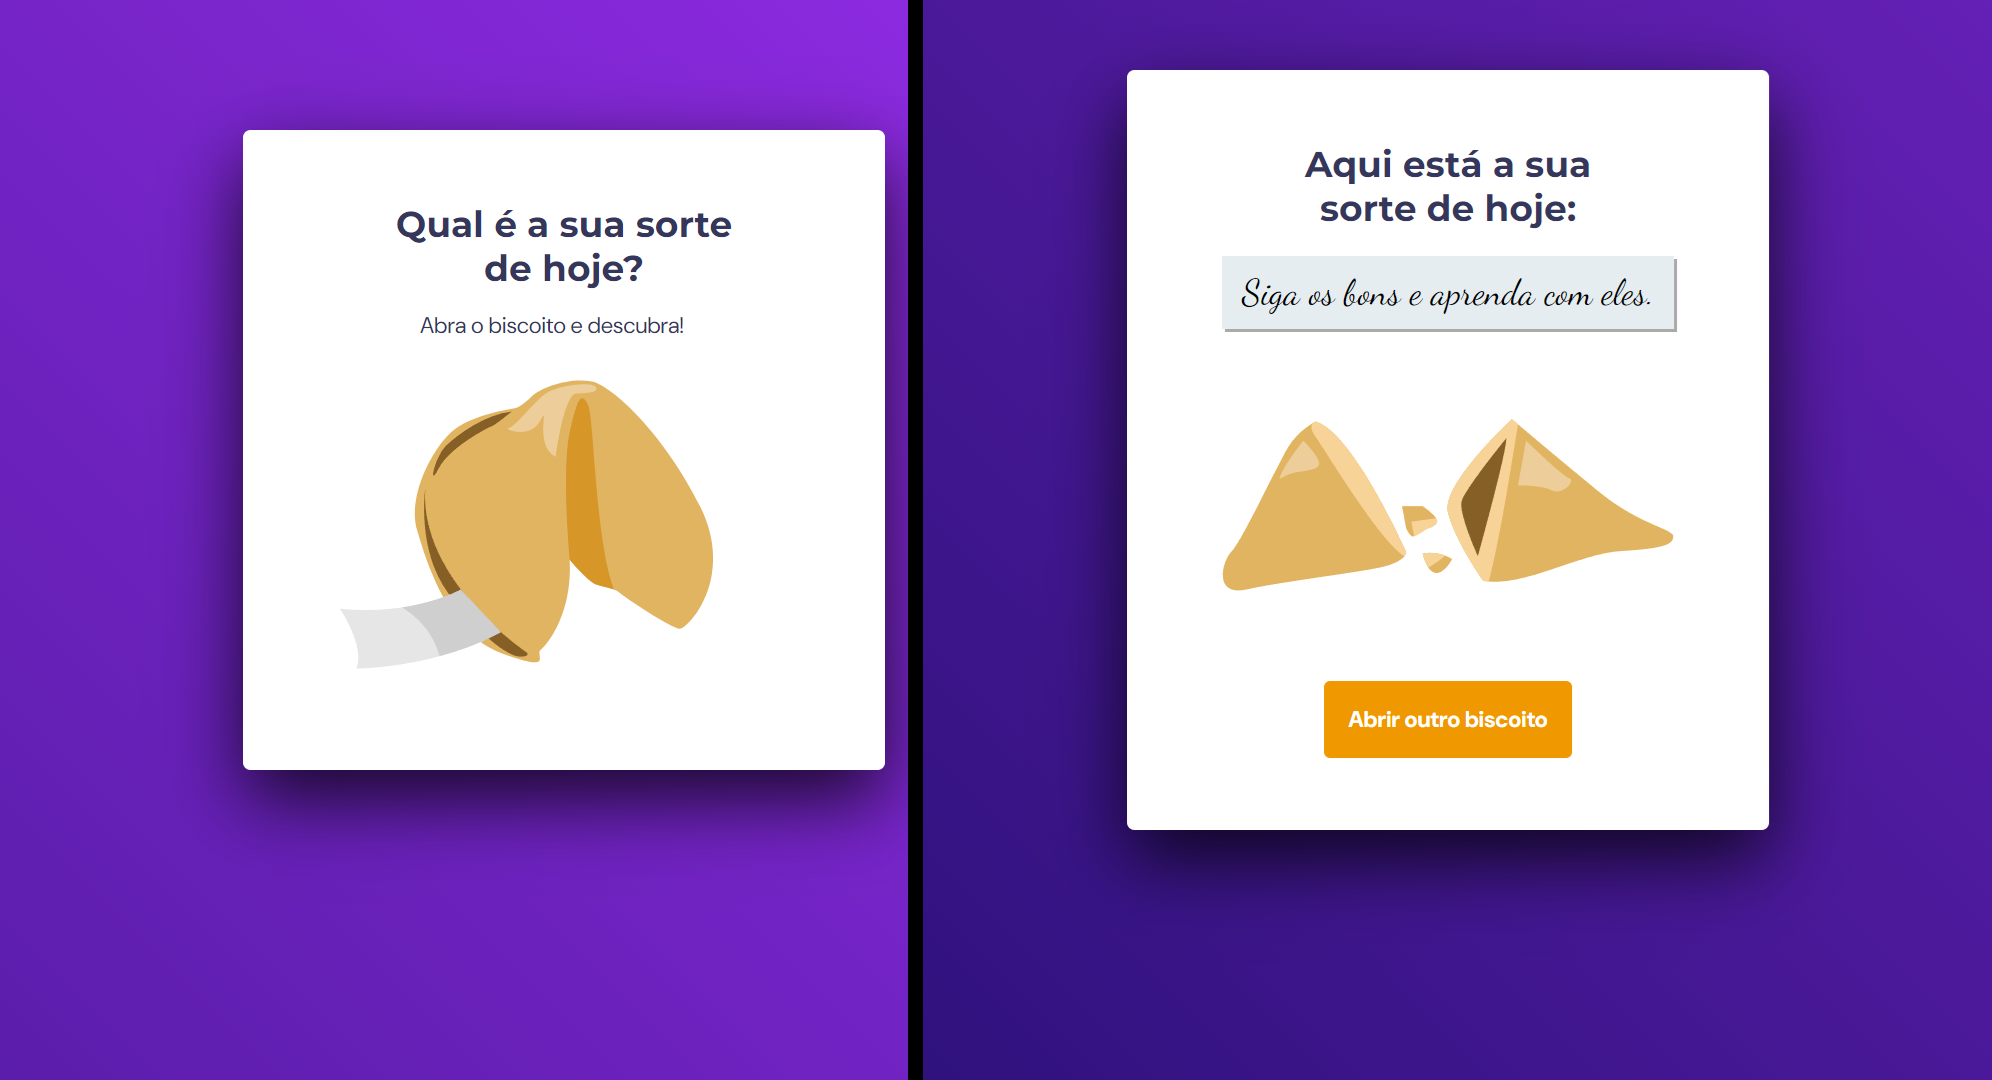 Qual é a sua sorte
de hoje?
Abra o biscoito e descubra!
Aqui está a sua
sorte de hoje:
Siga os bons e aprenda com eles.
Abrir outro biscoito